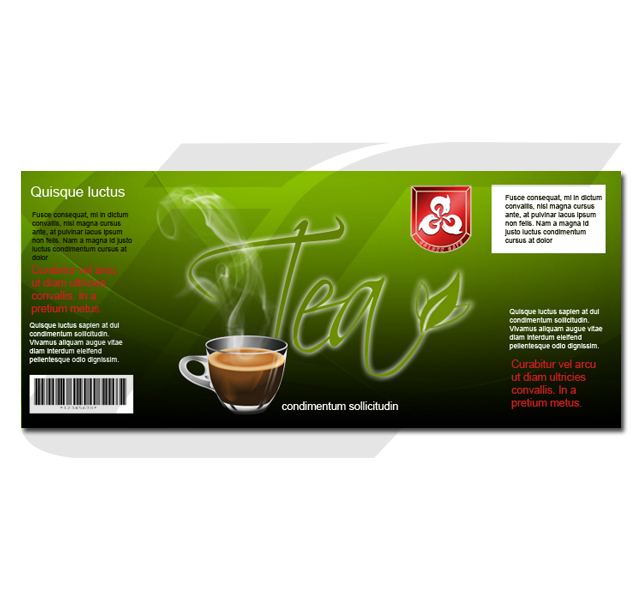 Quisque luctus
Fusce consequat, mi in dictum
convallis, nisl magna cursus
ante, at pulvinar lacus ipsum
non felis. Nam a magna id justo
luctus condimentum cursus at
dolor
Curabitur vel arcu
ut diam ultricies
convallis. In a
pretium metus.
Quisque luctus sapien at dui
condimentum sollicitudin.
Vivamus aliquam augue vitae
diam interdum eleifend
pellentesque odio dignissim.
Tea
condimentum sollicitudin
Fusce consequat, mi in dictum
convallis, nisl magna cursus
ante, at pulvinar lacus ipsum
non felis. Nam a magna id
justo luctus condimentum
cursus at dolor
Quisque luctus sapien at dui
condimentum sollicitudin.
Vivamus aliquam augue vitae
diam interdum eleifend
pellentesque odio dignissim.
Curabitur vel arcu
ut diam ultricies
convallis. In a
pretium metus.